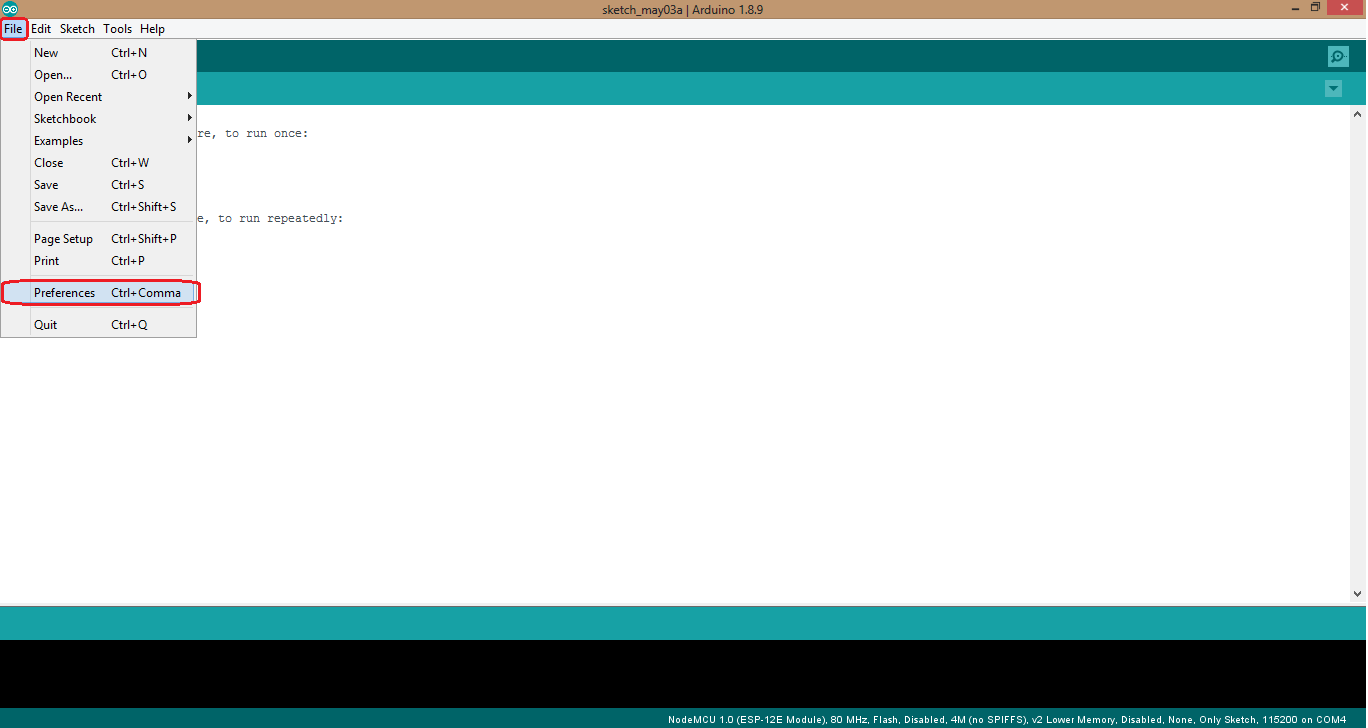 sketch_may03a | Arduino 1.8.9
File Edit Sketch Tools Help
New Ctrl+N
Open... Ctrl+O
Open Recent
Sketchbook
Examples
Close Ctrl+W
Save Ctrl+S
Save As... Ctrl+Shift+S
Page Setup Ctrl+Shift+P
Print Ctrl+P
Preferences Ctrl+Comma
Quit Ctrl+Q
re, to run once:
e, to run repeatedly:
NodeMCU 1.0 (ESP-12E Module), 80 MHz, Flash, Disabled, 4M (no SPIFFS), v2 Lower Memory, Disabled, None, Only Sketch, 115200 on COM4